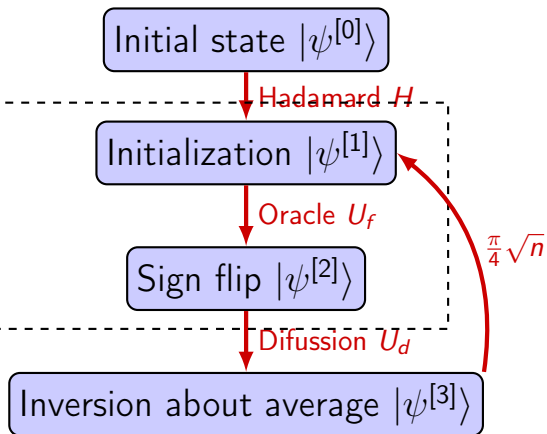 Initial state |ψ^[0]⟩
Hadamard H
Initialization |ψ^[1]⟩
Oracle U_f
π/4 √n
Sign flip |ψ^[2]⟩
Difussion U_d
Inversion about average |ψ^[3]⟩